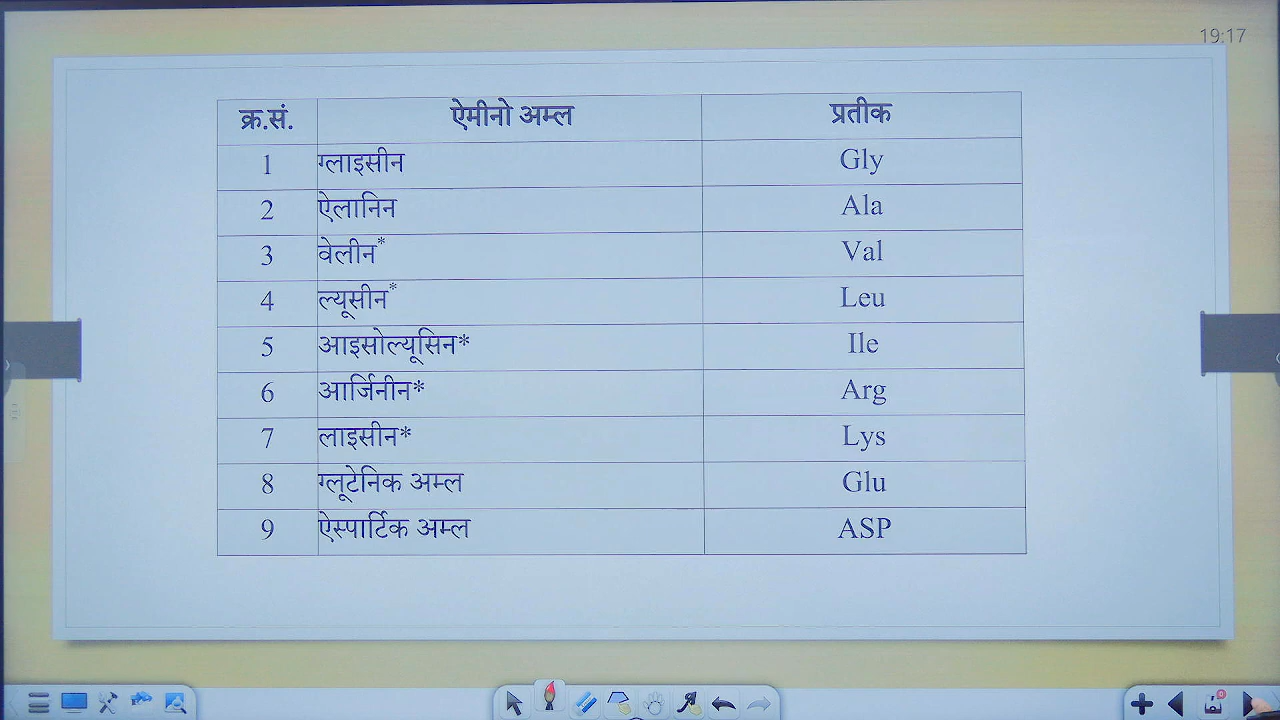 19:17
क्र.सं. ऐमीनो अम्ल प्रतीक
1 ग्लाइसीन Gly
2 ऐलानिन Ala
3 वेलीन* Val
4 ल्यूसीन* Leu
5 आइसोल्यूसिन* Ile
6 आर्जिनीन* Arg
7 लाइसीन* Lys
8 ग्लूटेनिक अम्ल Glu
9 ऐस्पार्टिक अम्ल ASP